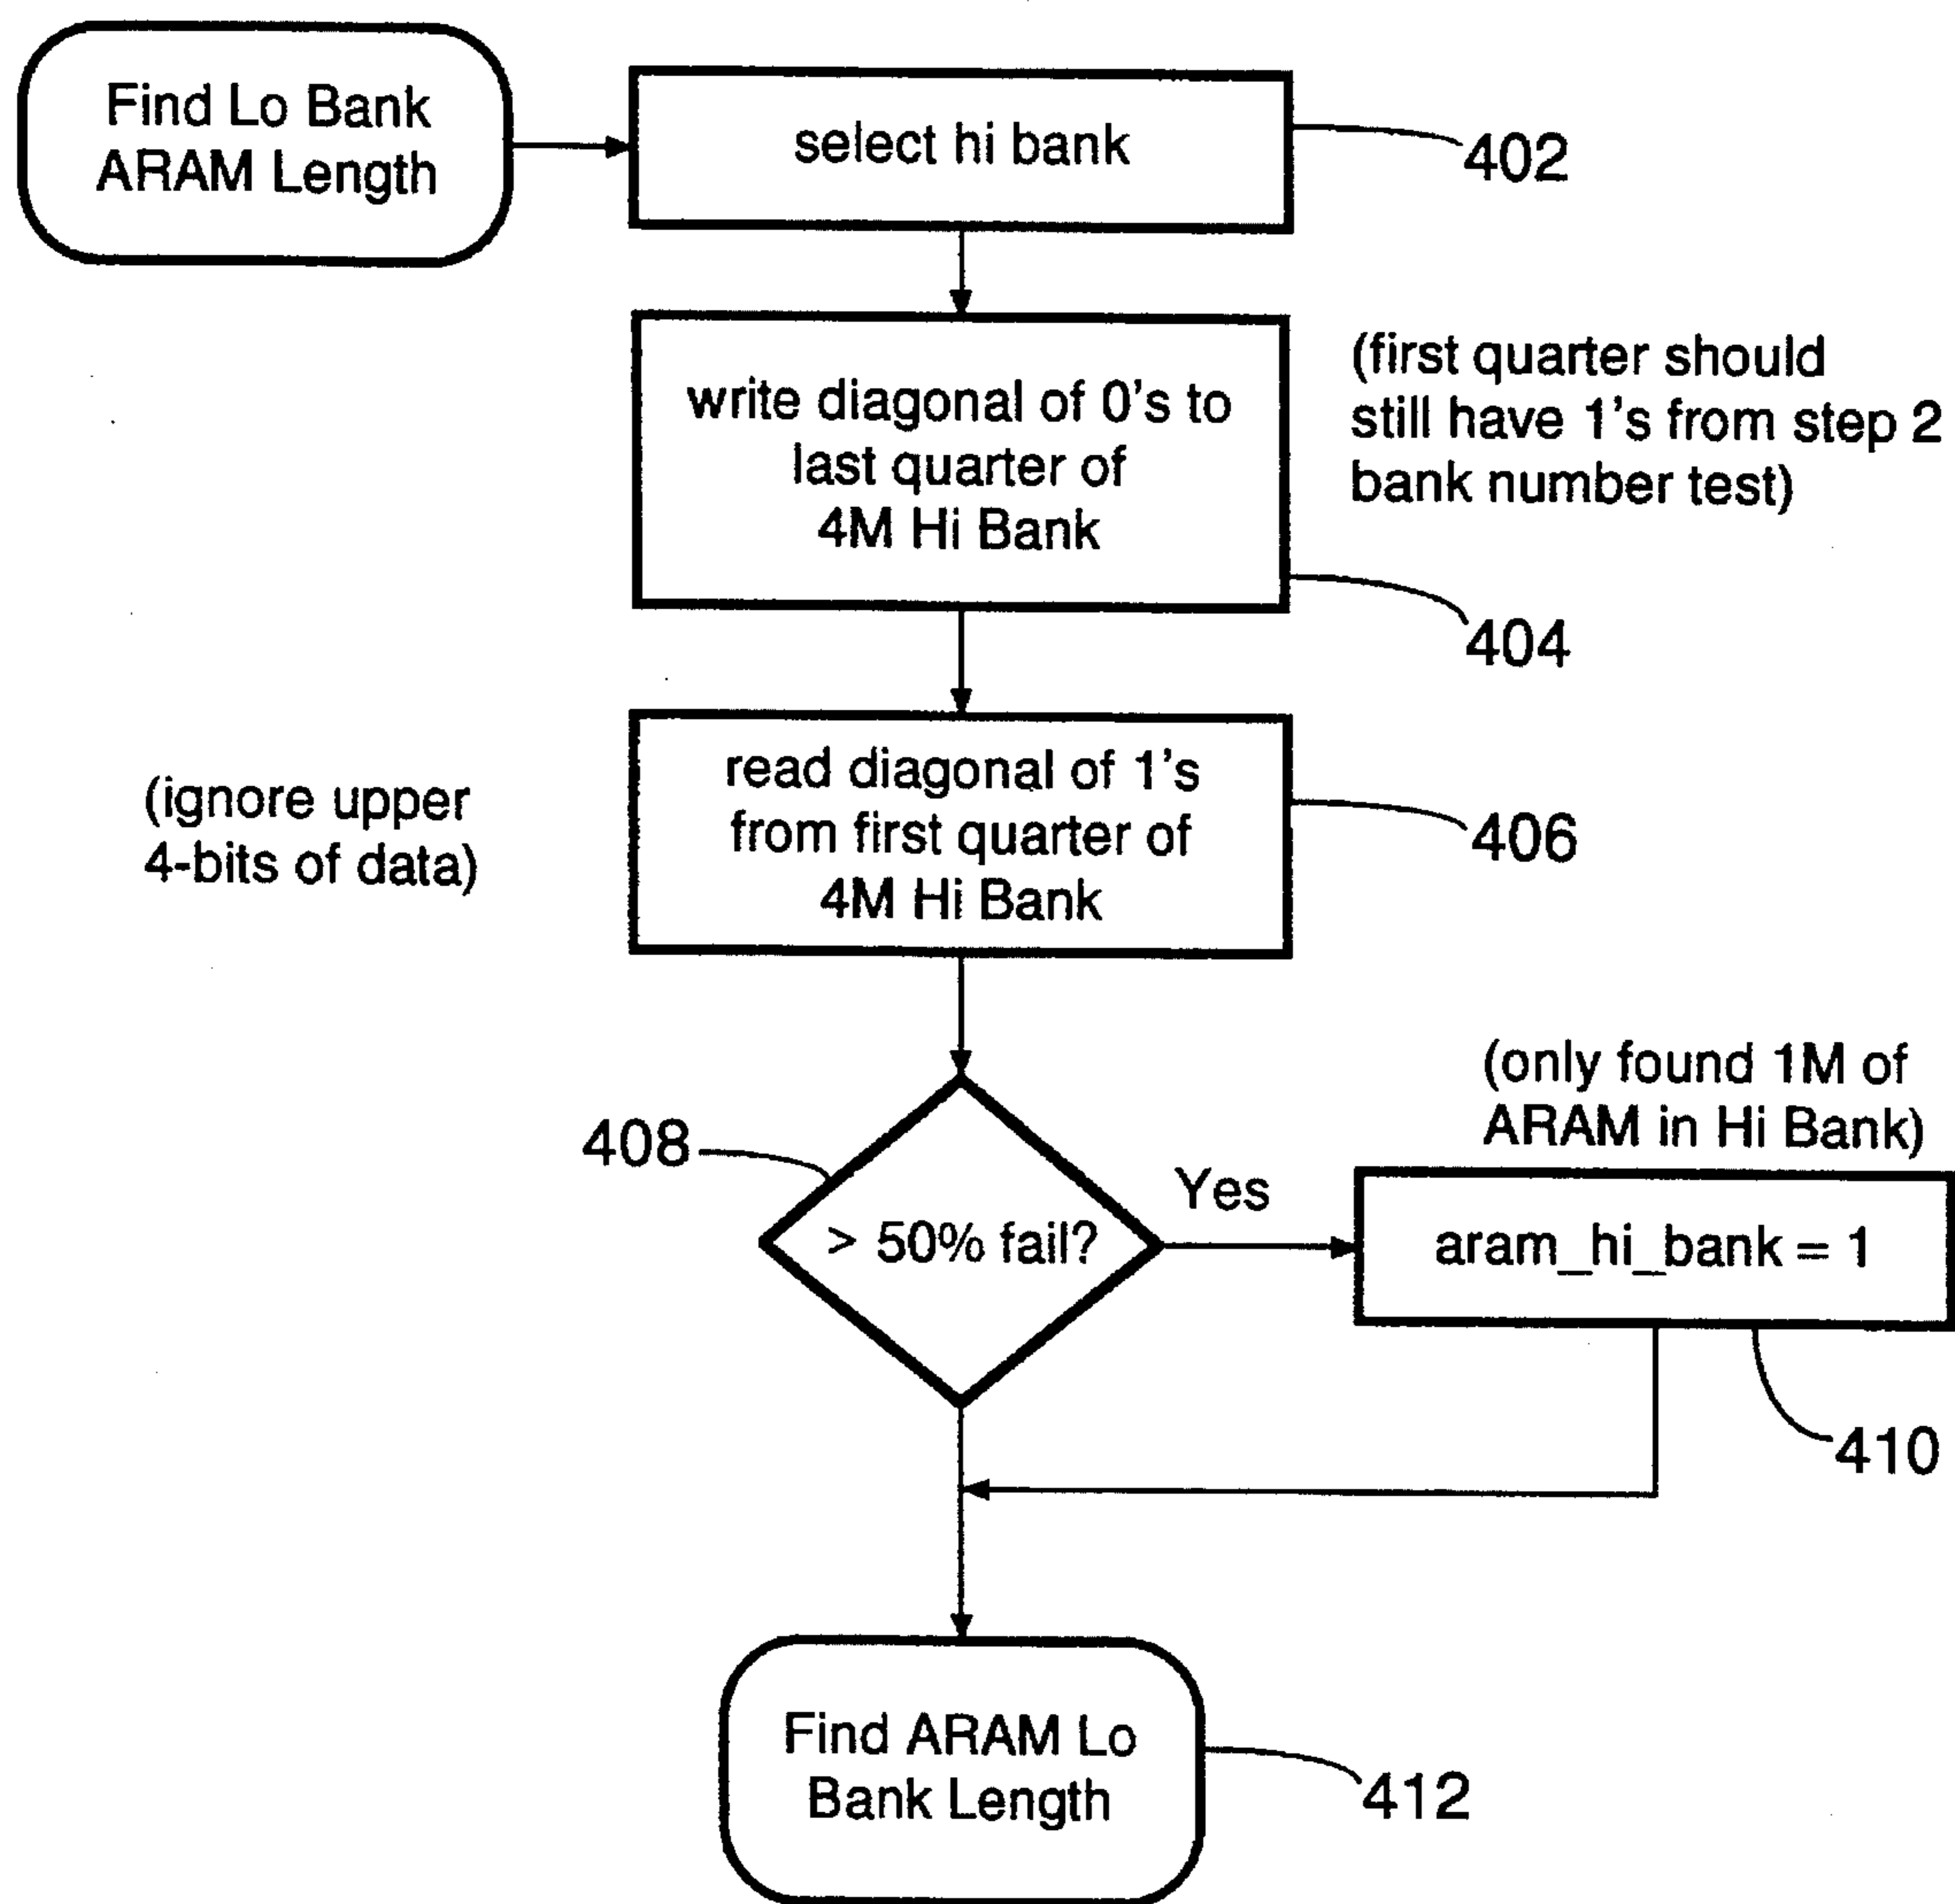 Find Lo Bank
ARAM Length
select hi bank
402
write diagonal of 0's to
last quarter of
4M Hi Bank
(first quarter should
still have 1's from step 2
bank number test)
404
(ignore upper
4-bits of data)
read diagonal of 1's
from first quarter of
4M Hi Bank
406
408
> 50% fail?
Yes
(only found 1M of
ARAM in Hi Bank)
aram_hi_bank = 1
410
Find ARAM Lo
Bank Length
412